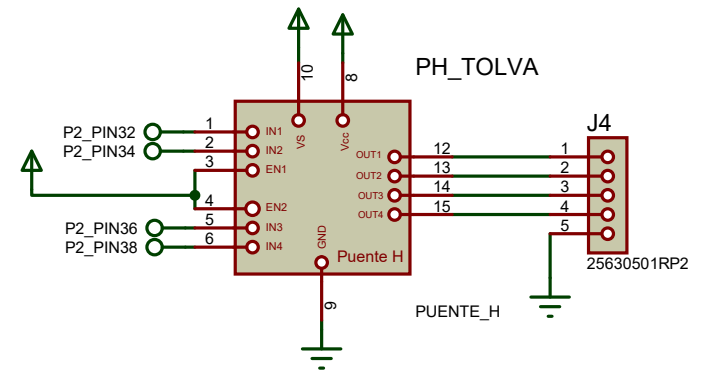 PH_TOLVA
10
8
J4
P2_PIN32
1
IN1
VS
Vcc
P2_PIN34
2
IN2
3
EN1
OUT1
12
1
OUT2
13
2
OUT3
14
3
4
EN2
OUT4
15
4
P2_PIN36
5
IN3
5
P2_PIN38
6
IN4
GND
Puente H
25630501RP2
9
PUENTE_H